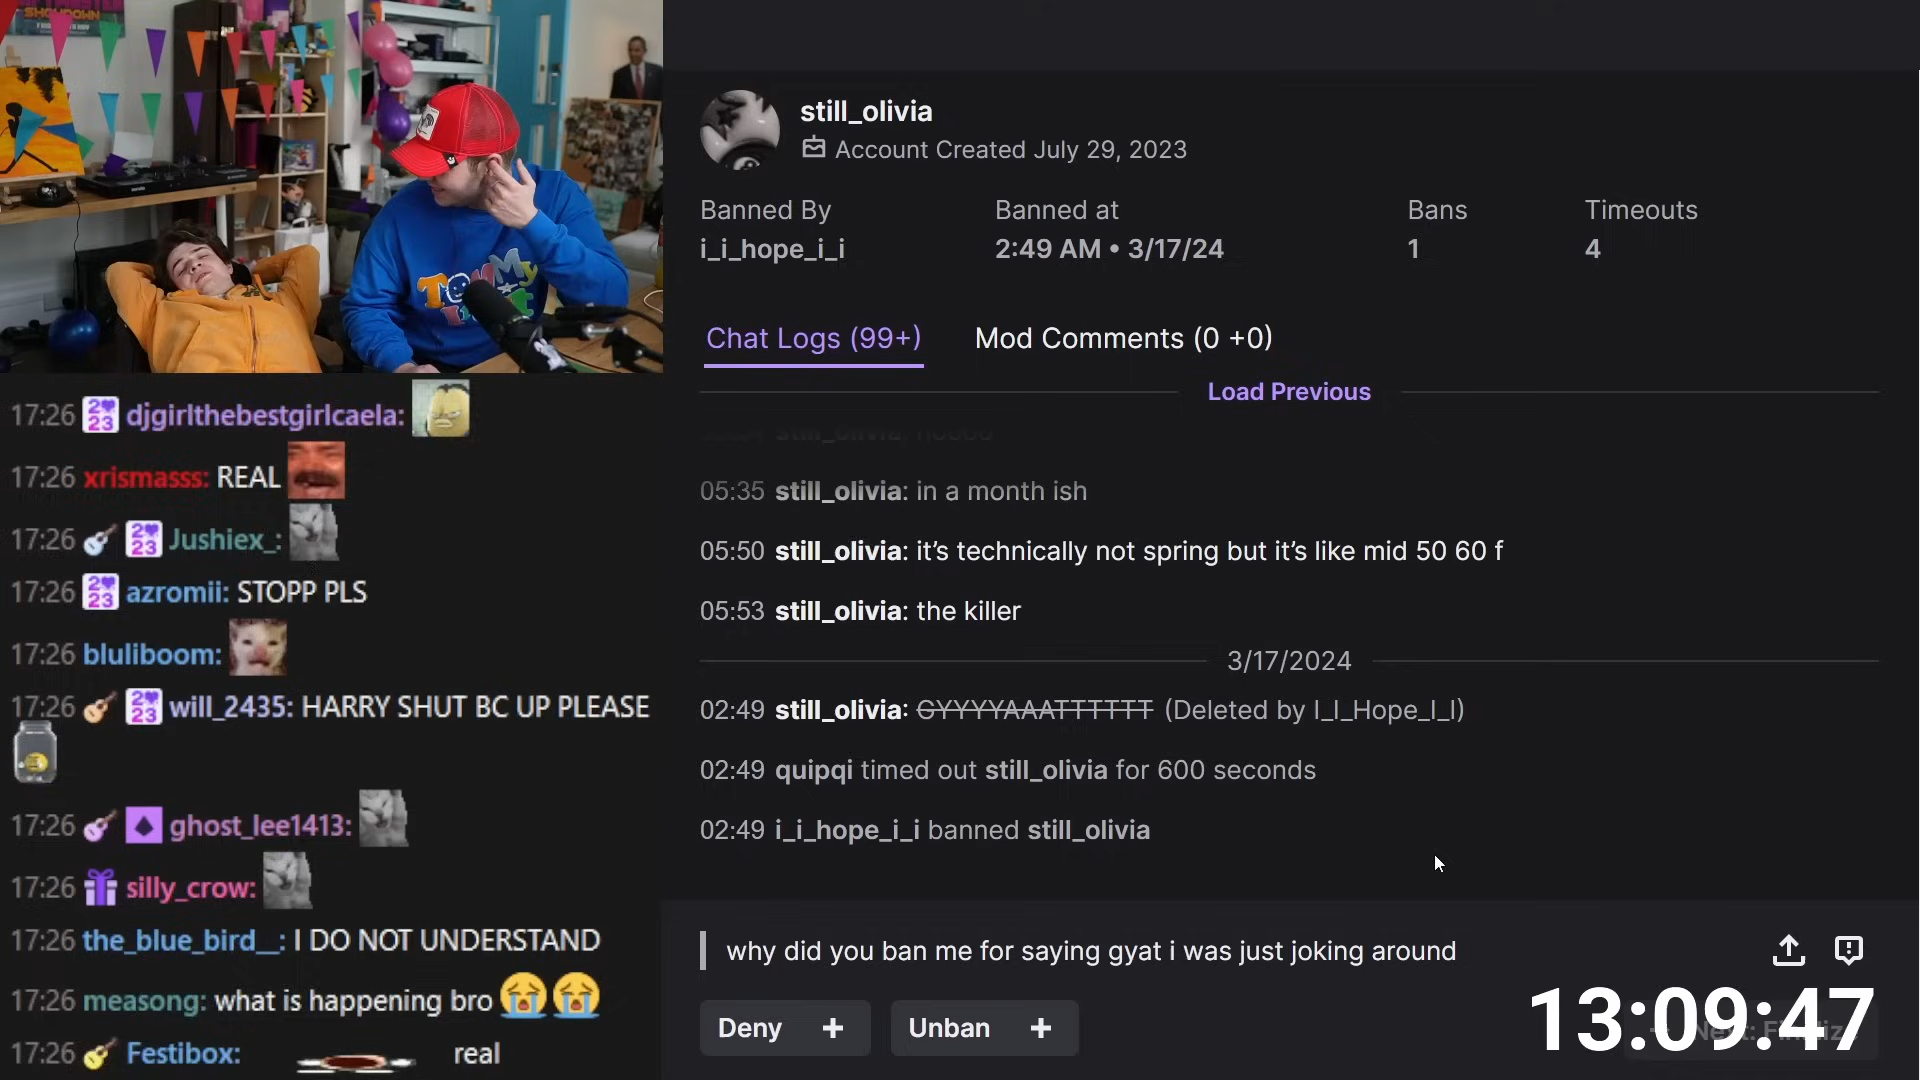 SHOWDOWN
TOMMY
INNIT
17:26 djgirlthebestgirlcaela:
17:26 xrismasss: REAL
17:26 Jushiex_:
17:26 azromii: STOPP PLS
17:26 bluliboom:
17:26 will_2435: HARRY SHUT BC UP PLEASE
17:26 ghost_lee1413:
17:26 silly_crow:
17:26 the_blue_bird__: I DO NOT UNDERSTAND
17:26 measong: what is happening bro 😭😭
17:26 Festibox: real
still_olivia
Account Created July 29, 2023
Banned By Banned at Bans Timeouts
i_i_hope_i_i 2:49 AM • 3/17/24 1 4
Chat Logs (99+) Mod Comments (0 +0)
Load Previous
05:35 still_olivia: in a month ish
05:50 still_olivia: it’s technically not spring but it’s like mid 50 60 f
05:53 still_olivia: the killer
3/17/2024
02:49 still_olivia: GYYYYAAATTTTTT (Deleted by I_I_Hope_I_I)
02:49 quipqi timed out still_olivia for 600 seconds
02:49 i_i_hope_i_i banned still_olivia
why did you ban me for saying gyat i was just joking around
Deny + Unban +
13:09:47